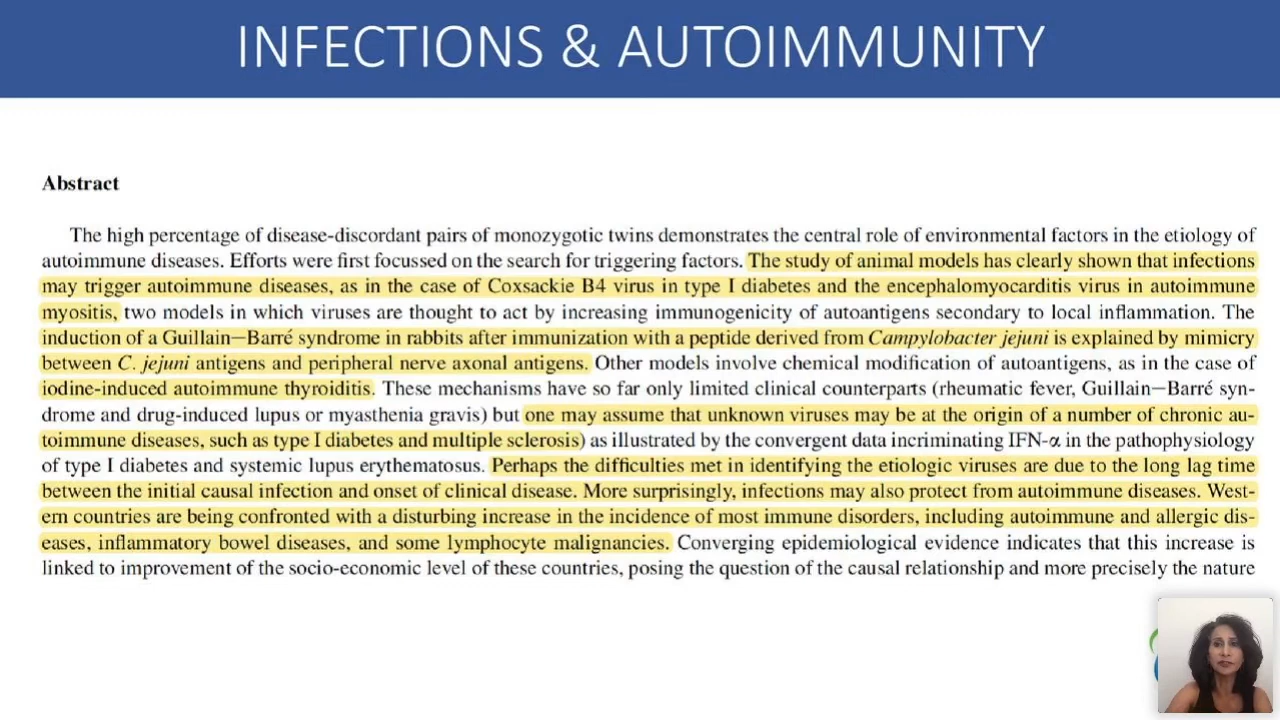 INFECTIONS & AUTOIMMUNITY
Abstract
The high percentage of disease-discordant pairs of monozygotic twins demonstrates the central role of environmental factors in the etiology of
autoimmune diseases. Efforts were first focussed on the search for triggering factors. The study of animal models has clearly shown that infections
may trigger autoimmune diseases, as in the case of Coxsackie B4 virus in type I diabetes and the encephalomyocarditis virus in autoimmune
myositis, two models in which viruses are thought to act by increasing immunogenicity of autoantigens secondary to local inflammation. The
induction of a Guillain–Barré syndrome in rabbits after immunization with a peptide derived from Campylobacter jejuni is explained by mimicry
between C. jejuni antigens and peripheral nerve axonal antigens. Other models involve chemical modification of autoantigens, as in the case of
iodine-induced autoimmune thyroiditis. These mechanisms have so far only limited clinical counterparts (rheumatic fever, Guillain–Barré syn-
drome and drug-induced lupus or myasthenia gravis) but one may assume that unknown viruses may be at the origin of a number of chronic au-
toimmune diseases, such as type I diabetes and multiple sclerosis) as illustrated by the convergent data incriminating IFN-α in the pathophysiology
of type I diabetes and systemic lupus erythematosus. Perhaps the difficulties met in identifying the etiologic viruses are due to the long lag time
between the initial causal infection and onset of clinical disease. More surprisingly, infections may also protect from autoimmune diseases. West-
ern countries are being confronted with a disturbing increase in the incidence of most immune disorders, including autoimmune and allergic dis-
eases, inflammatory bowel diseases, and some lymphocyte malignancies. Converging epidemiological evidence indicates that this increase is
linked to improvement of the socio-economic level of these countries, posing the question of the causal relationship and more precisely the nature